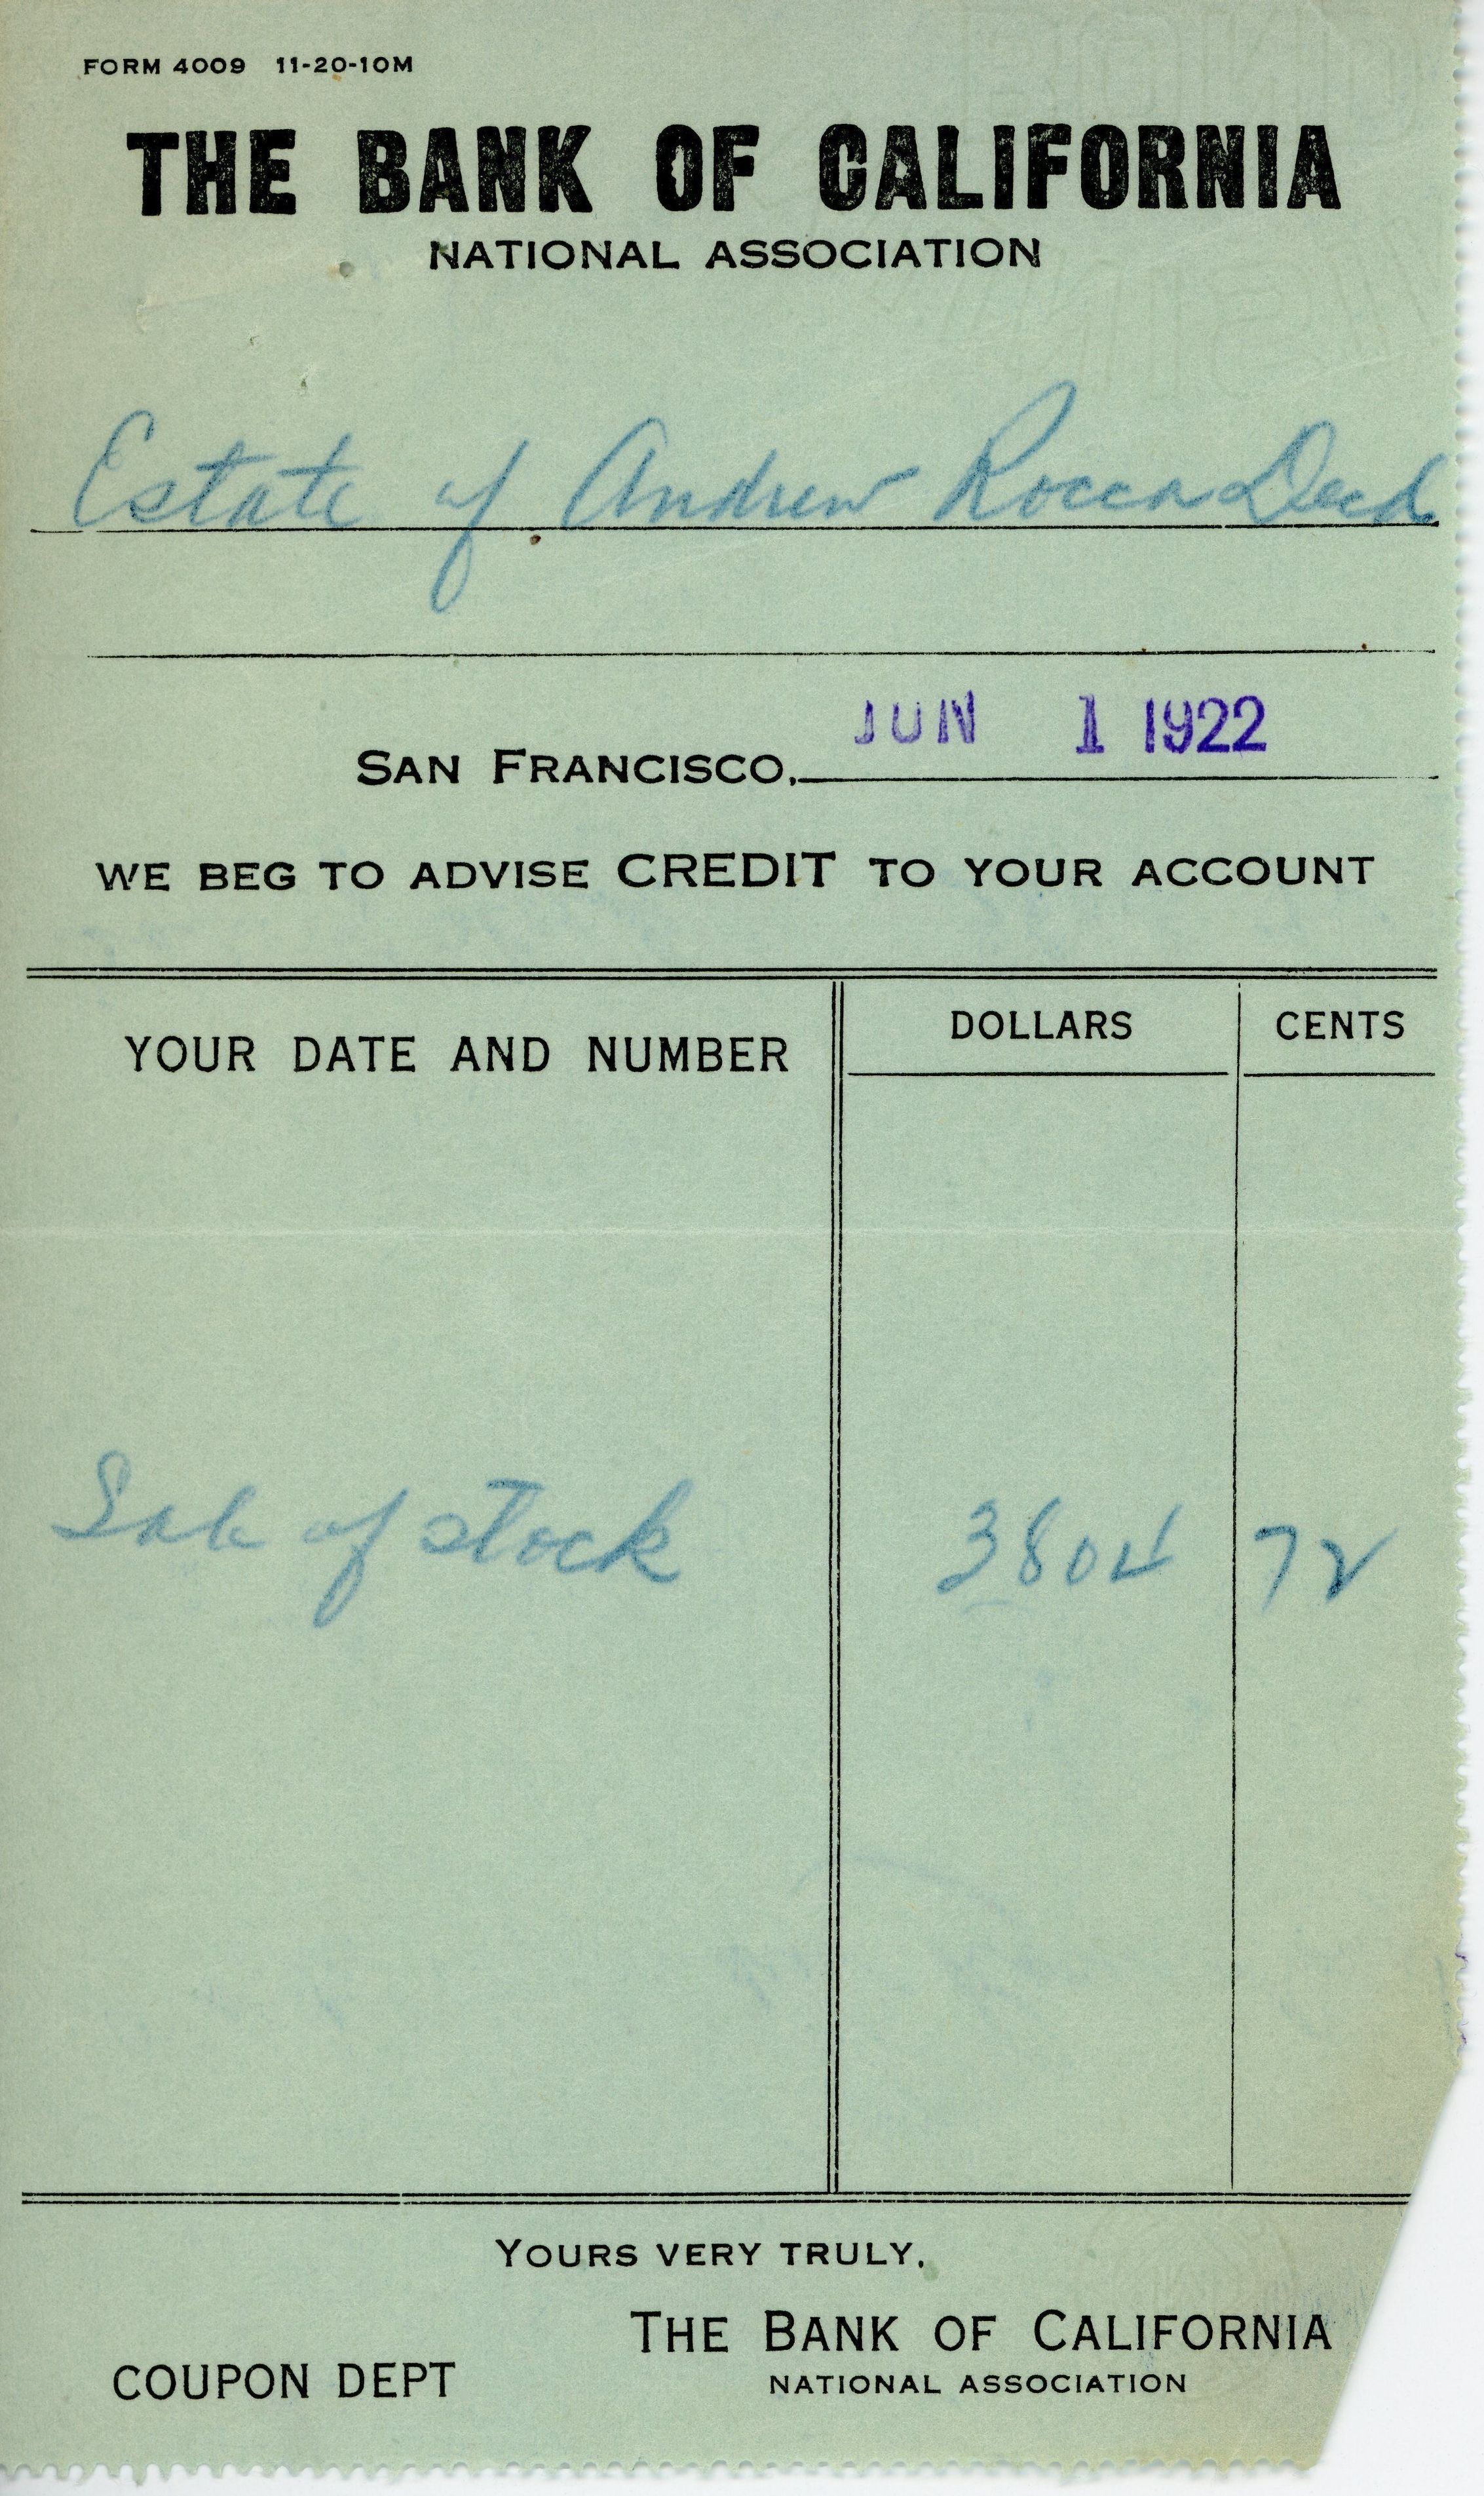 FORM 4009 11-20-10M
THE BANK OF CALIFORNIA
NATIONAL ASSOCIATION
Estate of Andrew Rocca Decd.
SAN FRANCISCO, JUN 1 1922
WE BEG TO ADVISE CREDIT TO YOUR ACCOUNT
YOUR DATE AND NUMBER DOLLARS CENTS
Sale of stock 3804 72
YOURS VERY TRULY,
THE BANK OF CALIFORNIA
COUPON DEPT NATIONAL ASSOCIATION